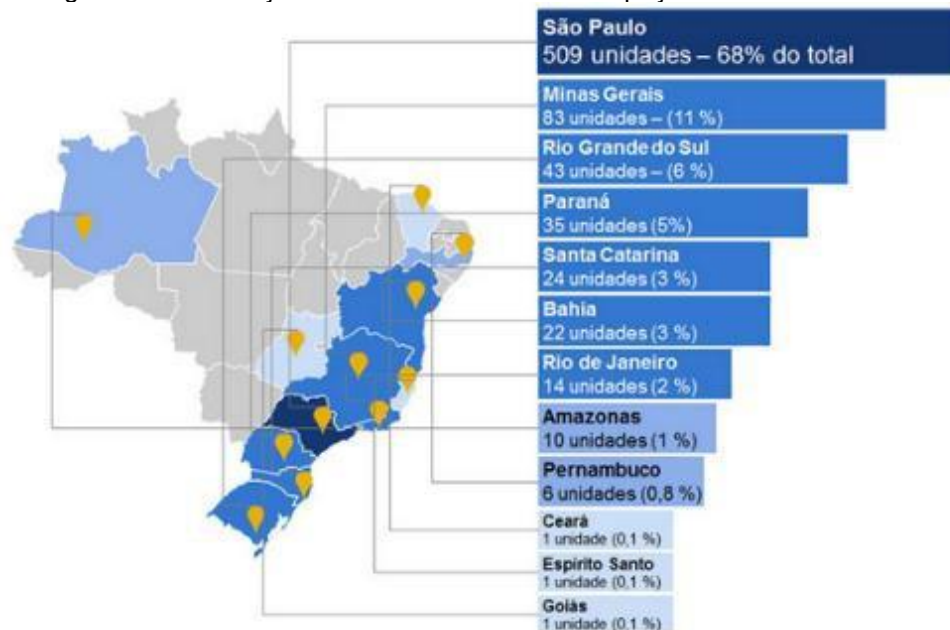 São Paulo
509 unidades – 68% do total
Minas Gerais
83 unidades – (11 %)
Rio Grande do Sul
43 unidades – (6 %)
Paraná
35 unidades (5%)
Santa Catarina
24 unidades (3 %)
Bahia
22 unidades (3 %)
Rio de Janeiro
14 unidades (2 %)
Amazonas
10 unidades (1 %)
Pernambuco
6 unidades (0,8 %)
Ceará
1 unidade (0,1 %)
Espírito Santo
1 unidade (0,1 %)
Goiás
1 unidade (0,1 %)